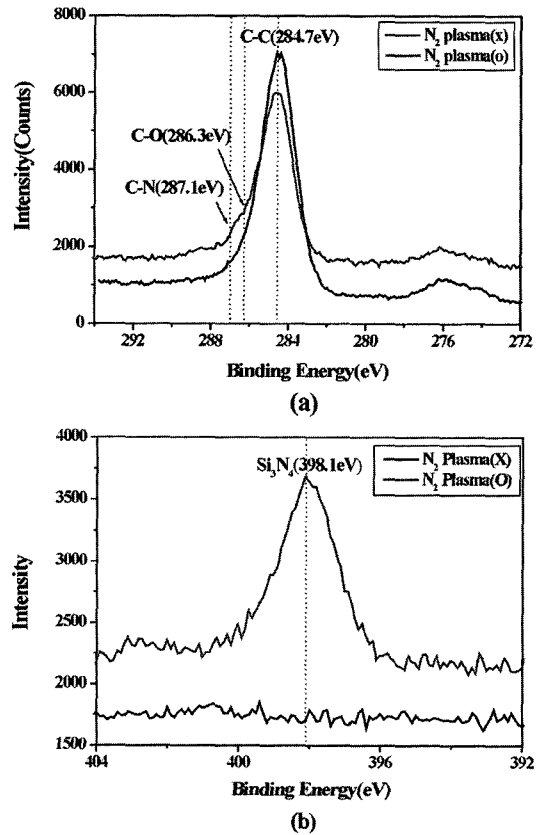 8000
C-C(284.7eV)
N₂ plasma(x)
N₂ plasma(o)
6000
C-O(286.3eV)
4000
C-N(287.1eV)
2000
0
Intensity(Counts)
292 288 284 280 276 272
Binding Energy(eV)
(a)
4000
Si₃N₄(398.1eV)
N₂ Plasma(X)
N₂ Plasma(O)
3500
3000
2500
2000
1500
Intensity
404 400 396 392
Binding Energy(eV)
(b)